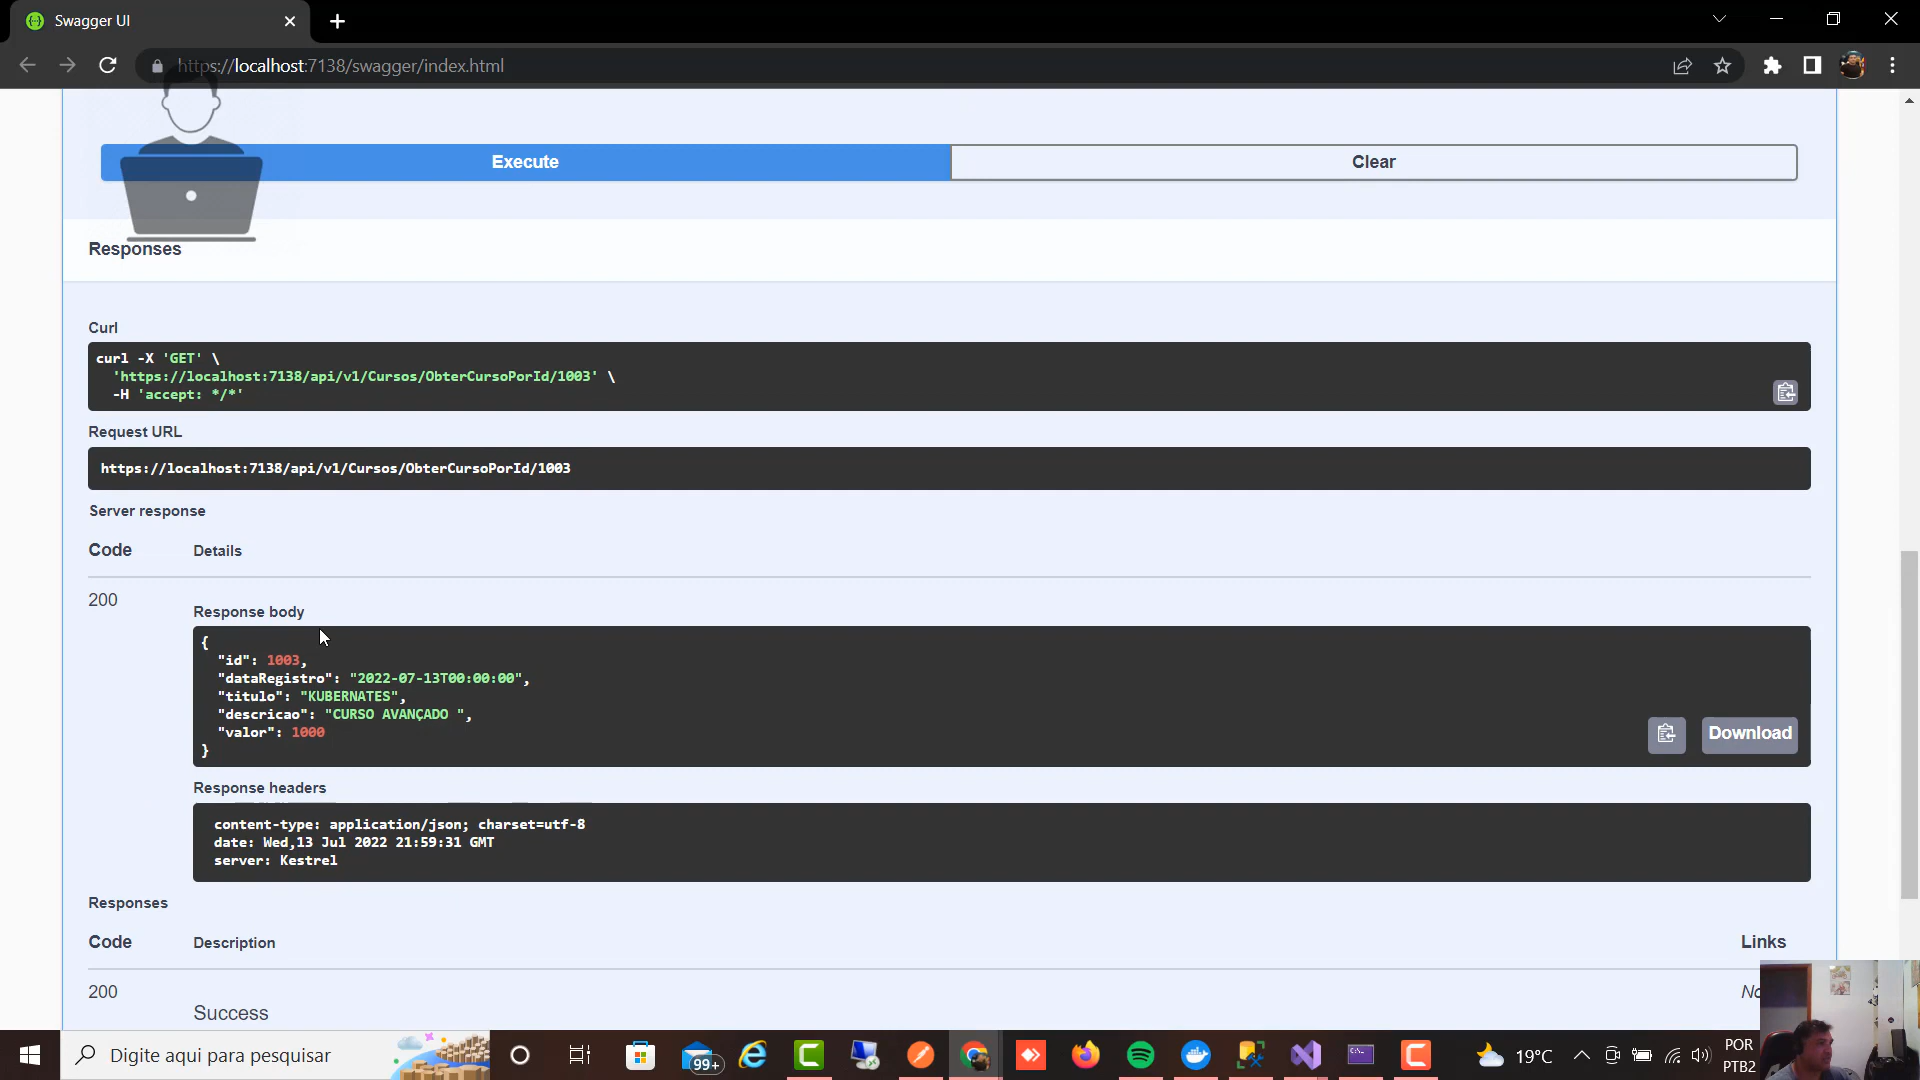 Swagger UI
https://localhost:7138/swagger/index.html
Execute
Clear
Responses
Curl
curl -X 'GET' \
'https://localhost:7138/api/v1/Cursos/ObterCursoPorId/1003' \
-H 'accept: */*'
Request URL
https://localhost:7138/api/v1/Cursos/ObterCursoPorId/1003
Server response
Code Details
200
Response body
{
"id": 1003,
"dataRegistro": "2022-07-13T00:00:00",
"titulo": "KUBERNATES",
"descricao": "CURSO AVANÇADO ",
"valor": 1000
}
Download
Response headers
content-type: application/json; charset=utf-8
date: Wed,13 Jul 2022 21:59:31 GMT
server: Kestrel
Responses
Code Description Links
200
Success
Digite aqui para pesquisar
99+
19°C
POR
PTB2